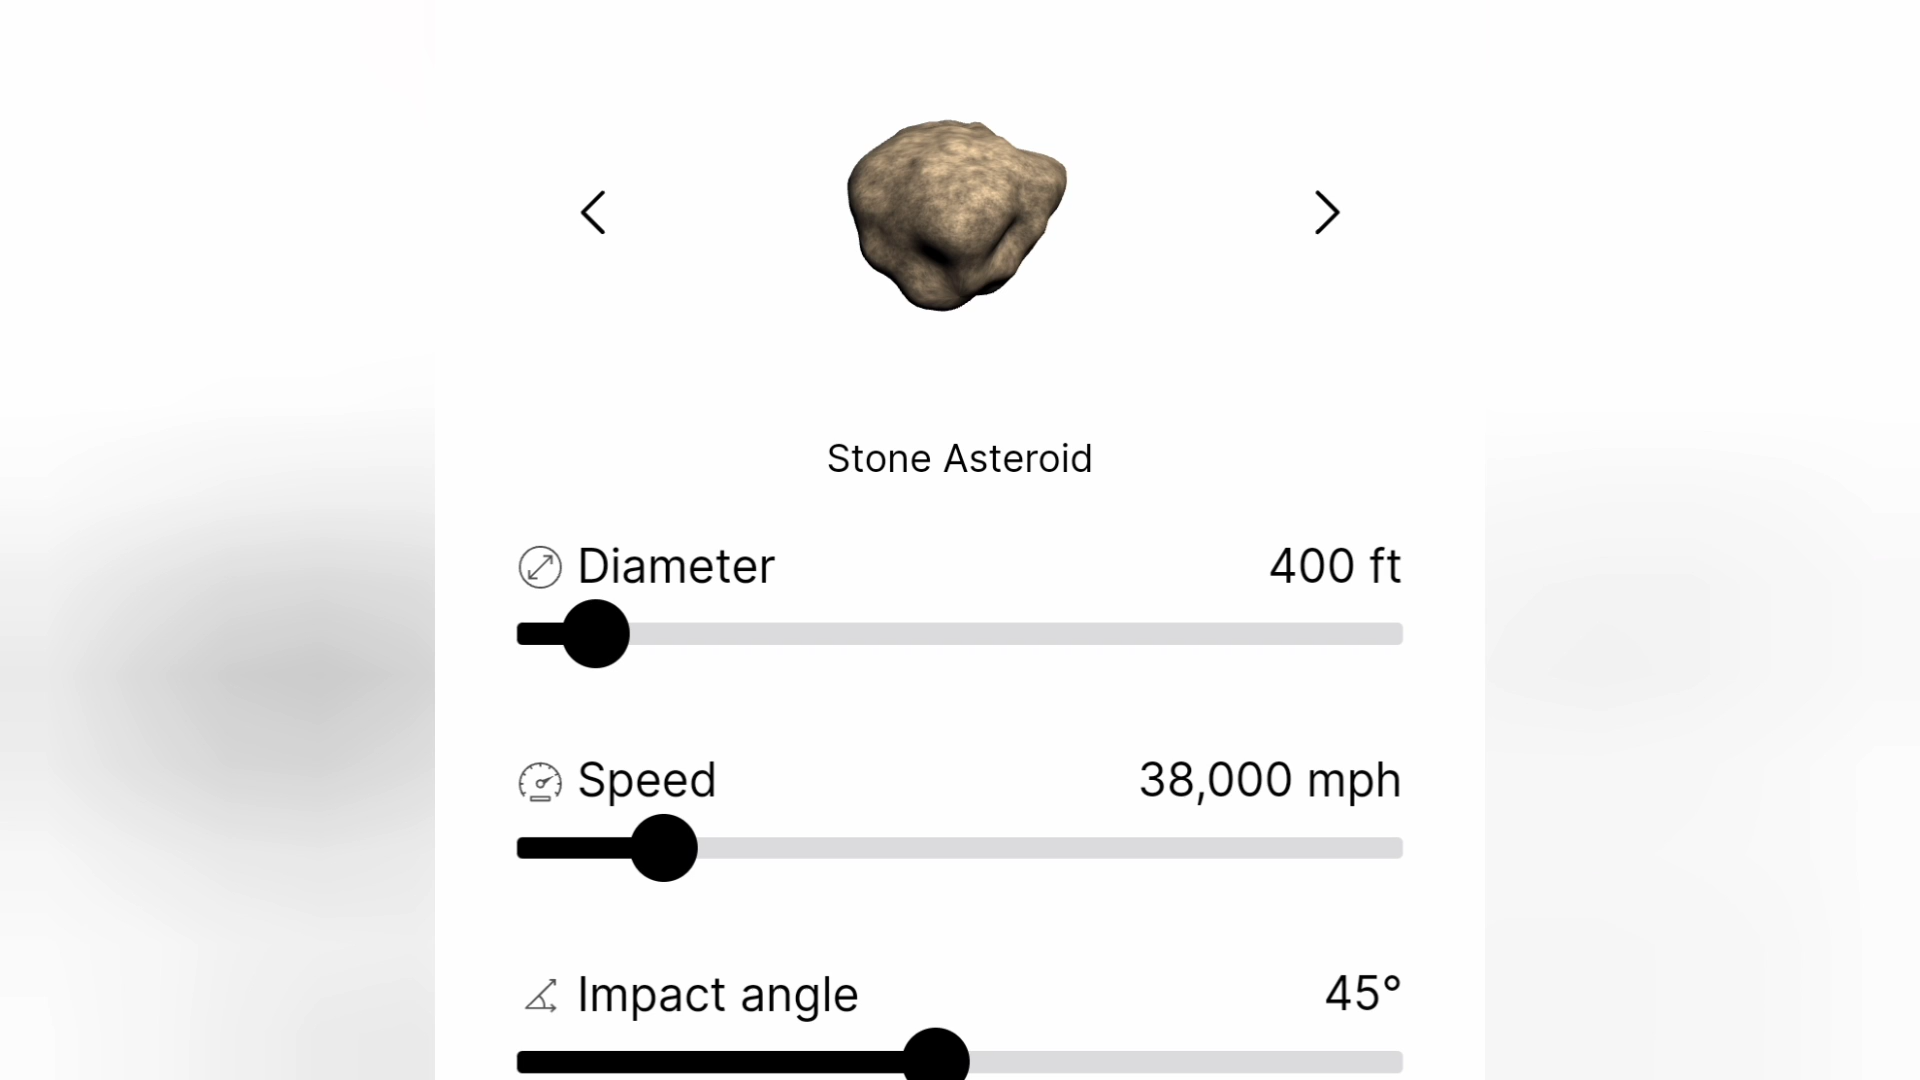 Stone Asteroid
Diameter 400 ft
Speed 38,000 mph
Impact angle 45°